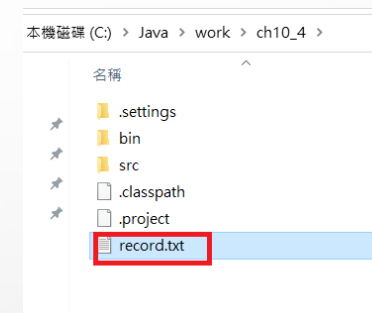 本機磁碟 (C:) > Java > work > ch10_4 >
名稱
.settings
bin
src
.classpath
.project
record.txt